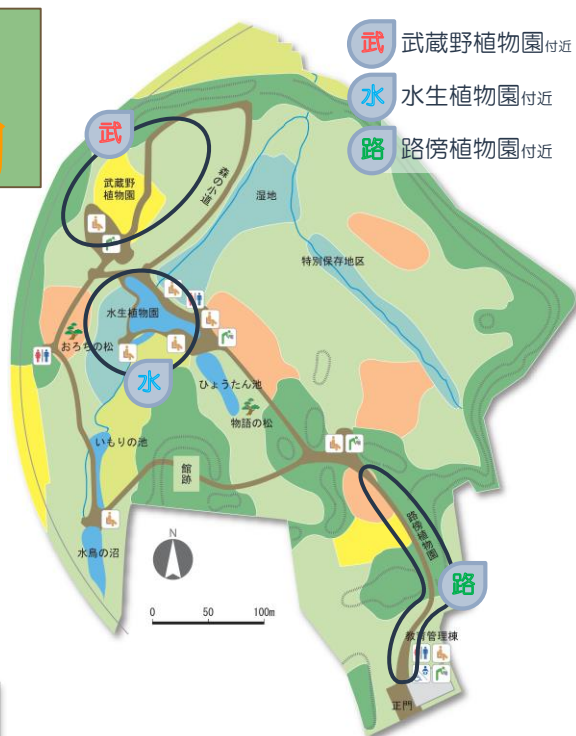 武 武蔵野植物園付近
水 水生植物園付近
路 路傍植物園付近
武
武蔵野
植物園
森の小道
湿地
特別保存地区
水生植物園
おろちの松
水
ひょうたん池
物語の松
いもりの池
館跡
水鳥の沼
N
0 50 100m
路傍植物園
路
教育管理棟
正門